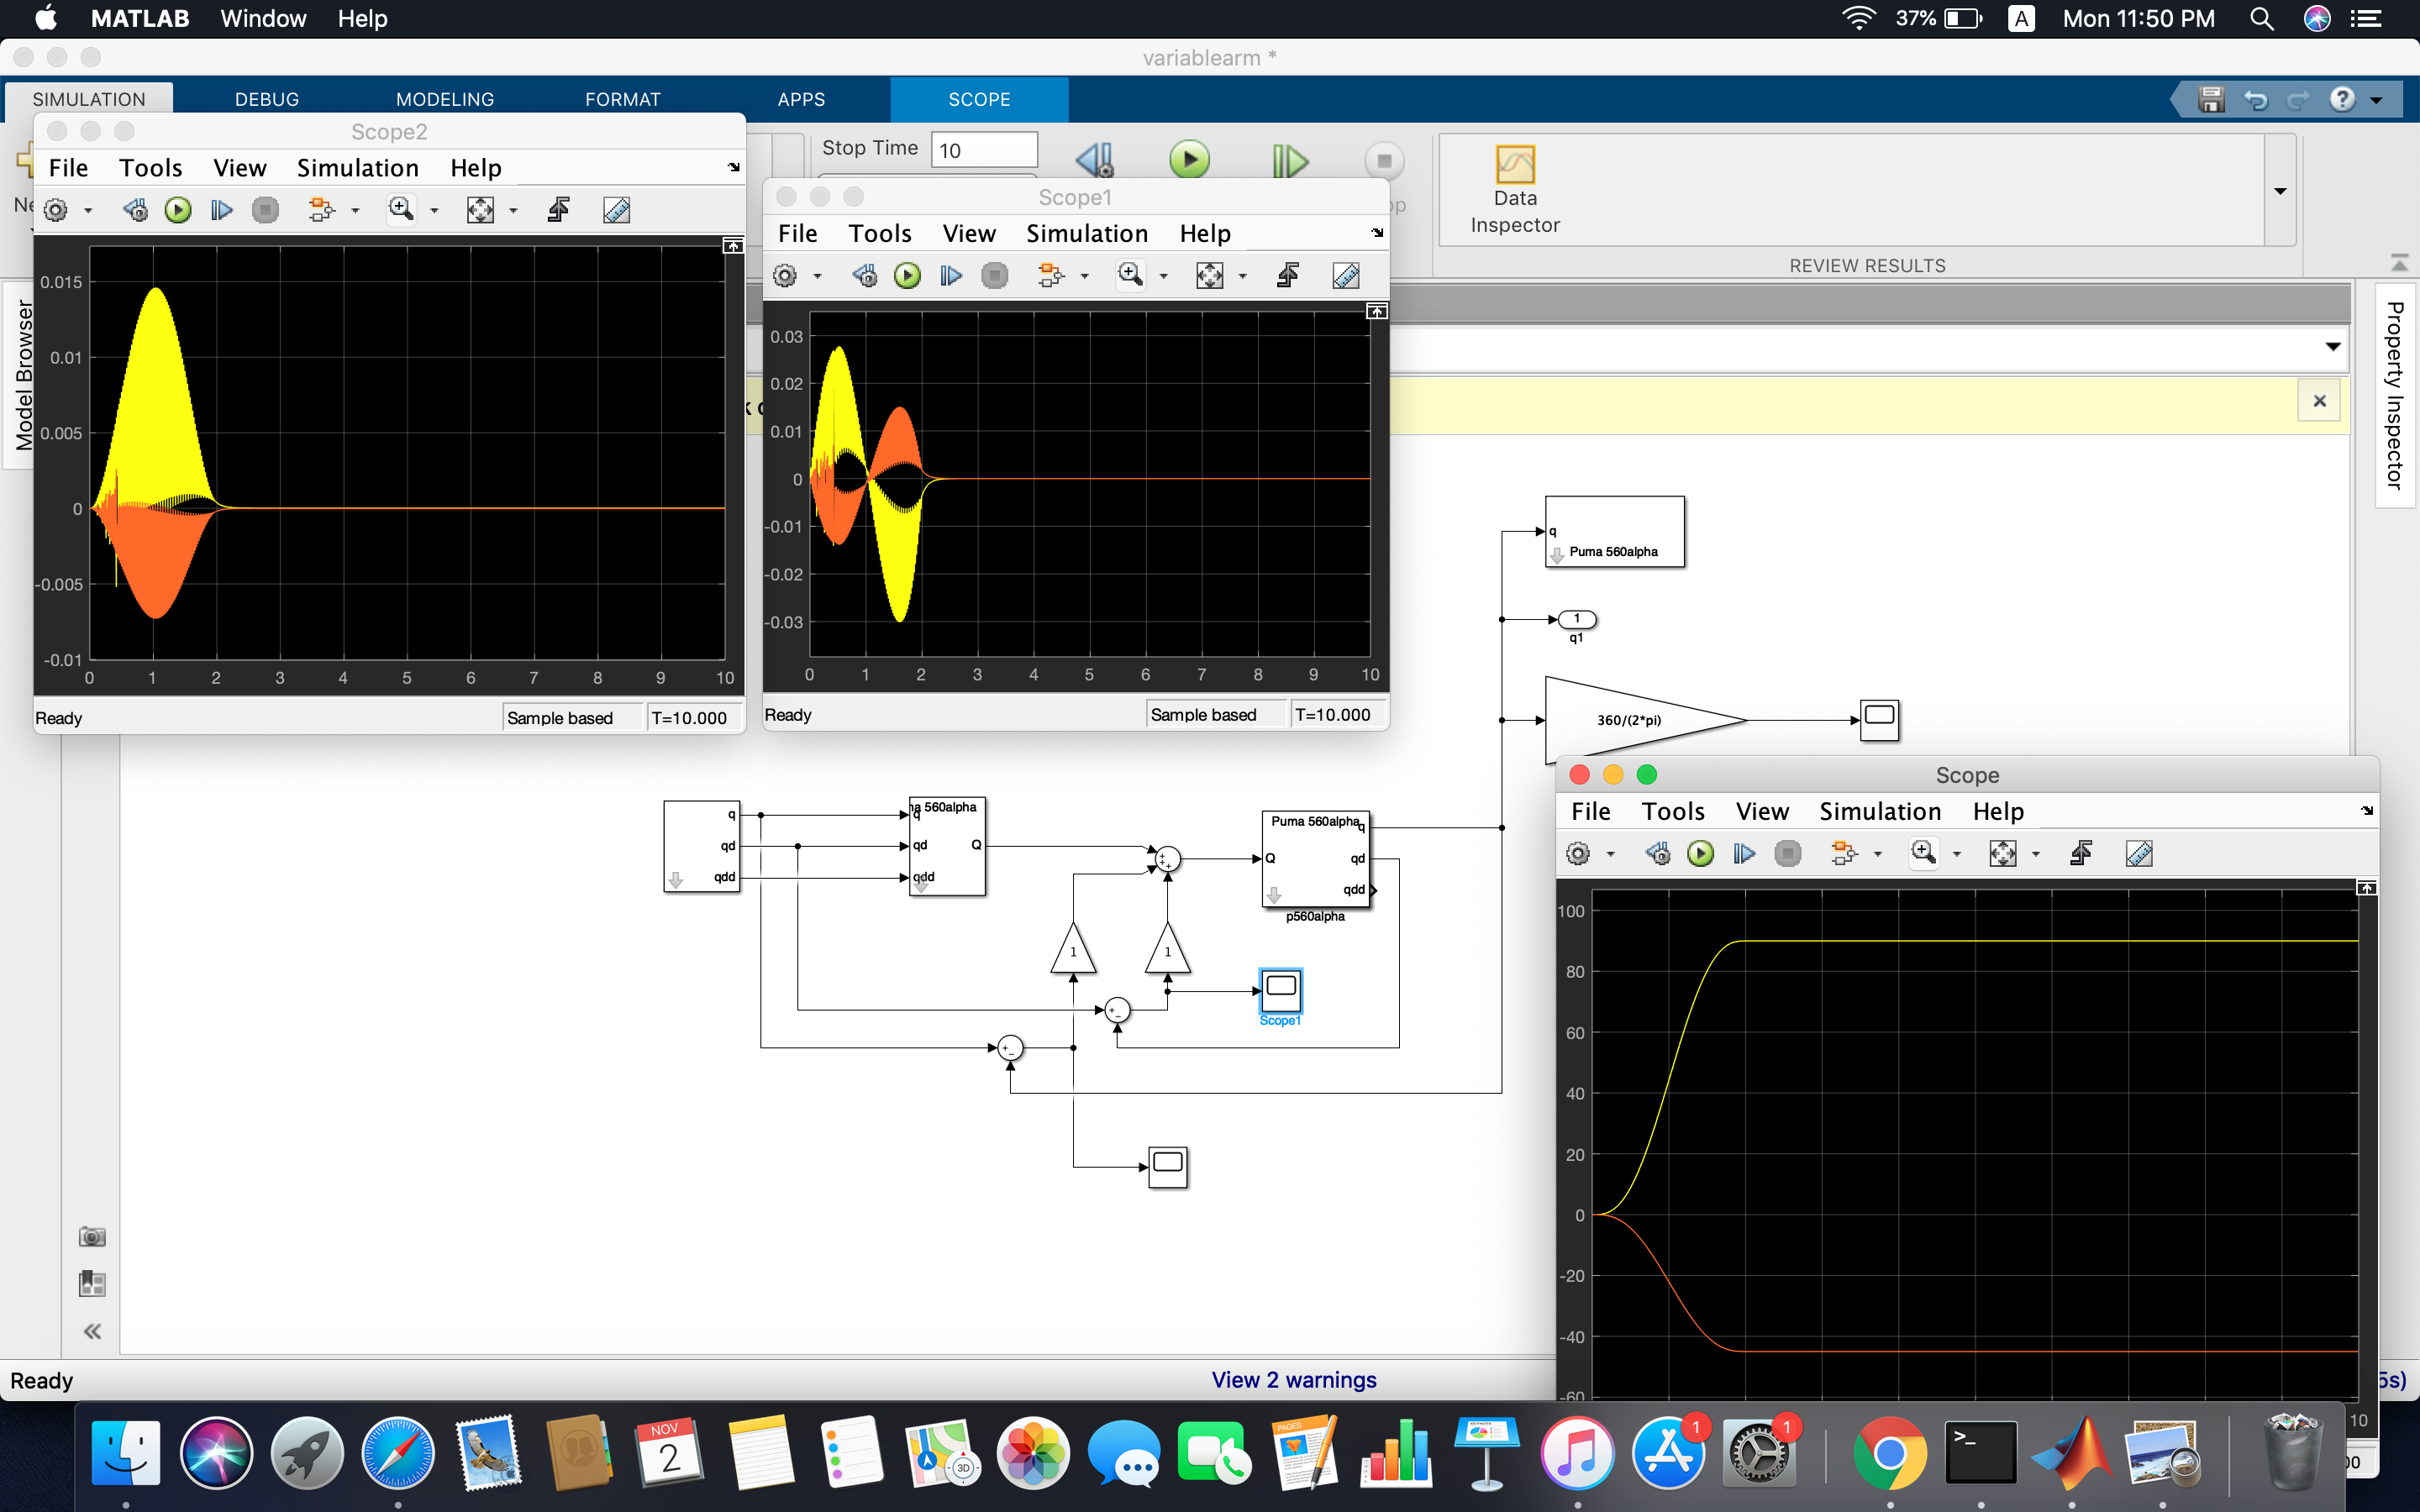 MATLAB Window Help
37% A Mon 11:50 PM
variablearm *
SIMULATION DEBUG MODELING FORMAT APPS SCOPE
Stop Time 10
Data
Inspector
REVIEW RESULTS
Model Browser
Property Inspector
Scope2
File Tools View Simulation Help
0.015
0.01
0.005
0
-0.005
-0.01
0 1 2 3 4 5 6 7 8 9 10
Ready Sample based T=10.000
Scope1
File Tools View Simulation Help
0.03
0.02
0.01
0
-0.01
-0.02
-0.03
0 1 2 3 4 5 6 7 8 9 10
Ready Sample based T=10.000
q
Puma 560alpha
1
q1
360/(2*pi)
q
qd
qdd
na 560alpha
q
qd
qdd
Q
Puma 560alpha
Q
q
qd
qdd
p560alpha
1
1
Scope1
Scope
File Tools View Simulation Help
100
80
60
40
20
0
-20
-40
-60
10
Ready
View 2 warnings
5s)
NOV
2
3D
PAGES
1
1
>_